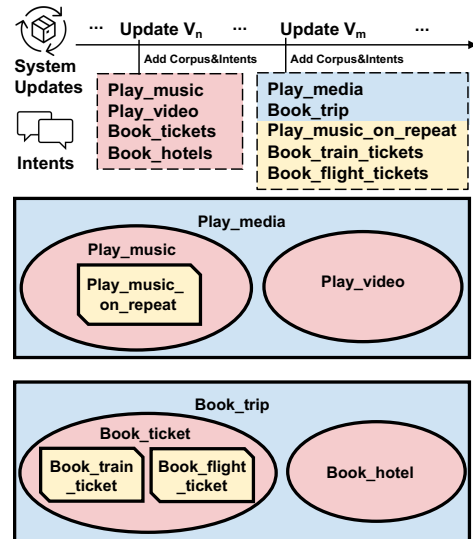 ... Update Vn ... Update Vm ...
System Updates
Add Corpus&Intents Add Corpus&Intents
Intents
Play_music
Play_video
Book_tickets
Book_hotels
Play_media
Book_trip
Play_music_on_repeat
Book_train_tickets
Book_flight_tickets
Play_media
Play_music
Play_music_
on_repeat
Play_video
Book_trip
Book_ticket
Book_train
_ticket
Book_flight
_ticket
Book_hotel